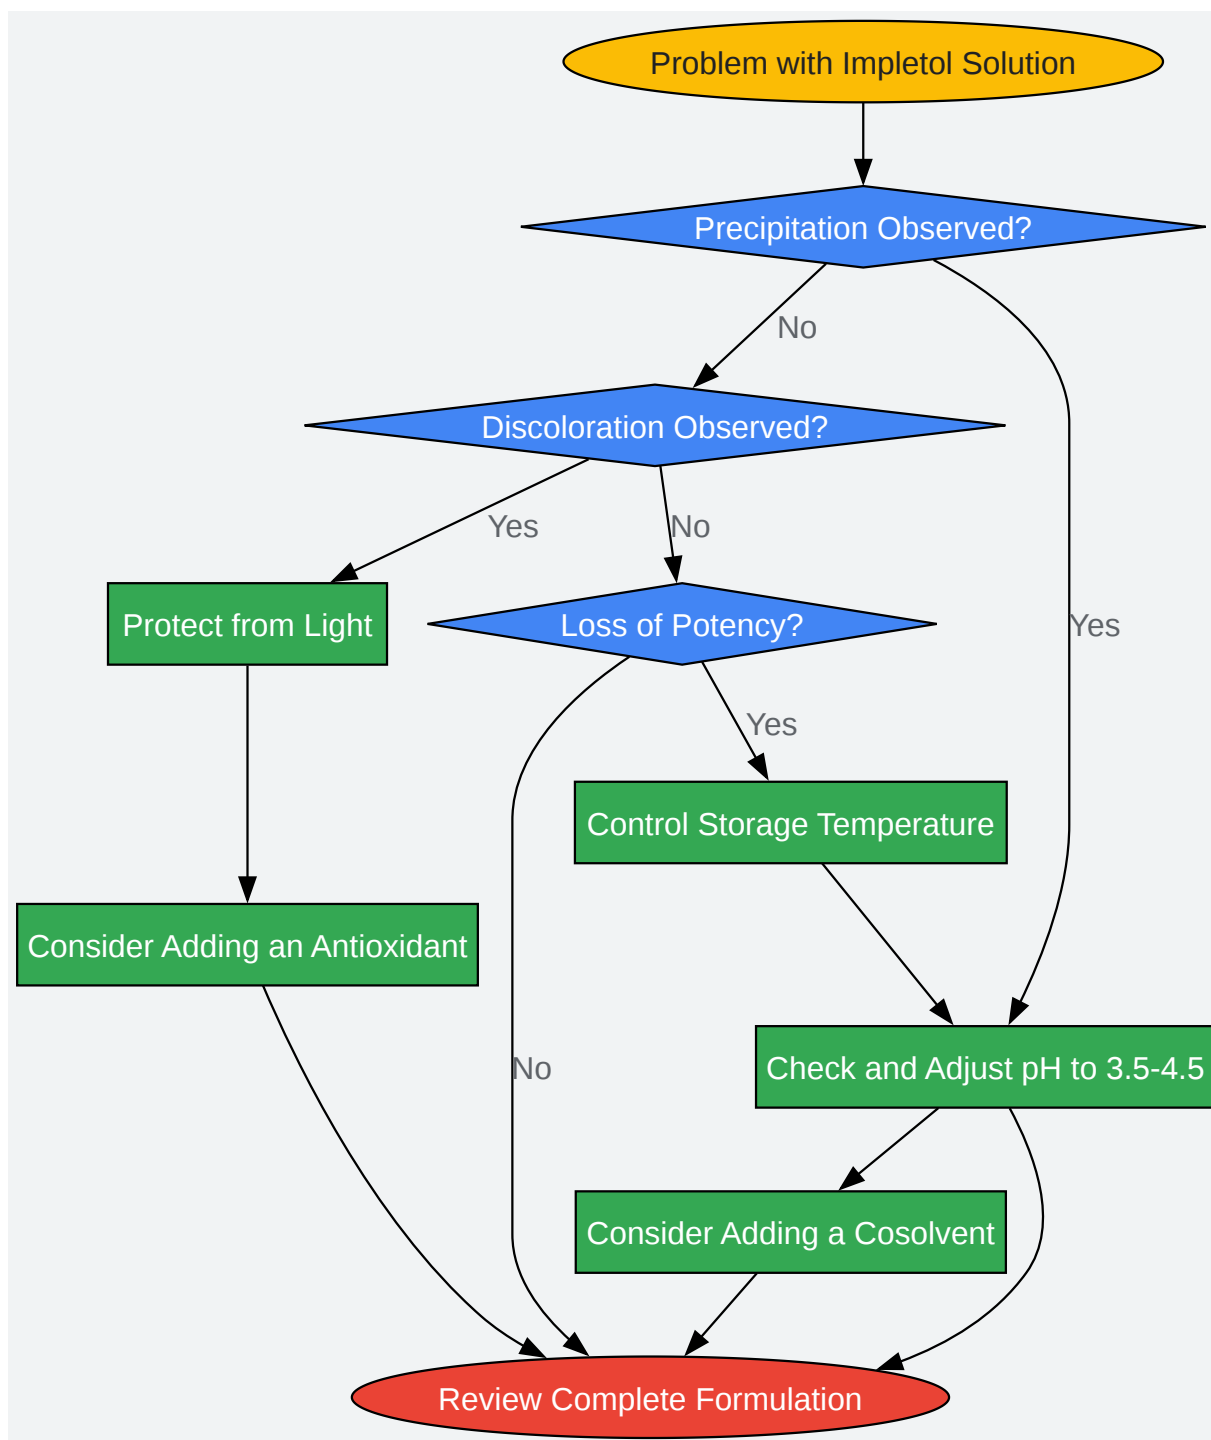 Problem with Impletol Solution
Precipitation Observed?
No
Discoloration Observed?
Yes
No
Protect from Light
Loss of Potency?
Yes
Yes
Control Storage Temperature
Consider Adding an Antioxidant
No
Check and Adjust pH to 3.5-4.5
Consider Adding a Cosolvent
Review Complete Formulation